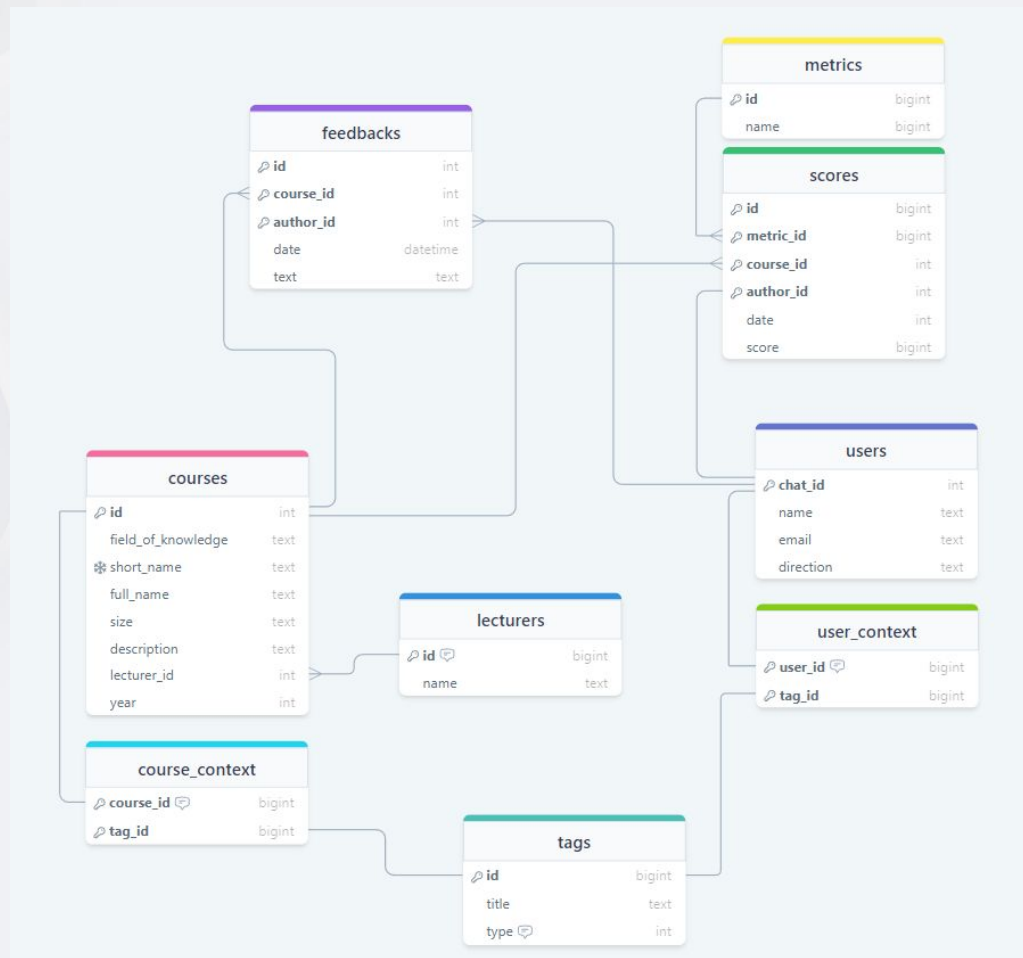 metrics
id bigint
name bigint
feedbacks
id int
course_id int
author_id int
date datetime
text text
scores
id bigint
metric_id bigint
course_id int
author_id int
date int
score bigint
courses
id int
field_of_knowledge text
short_name text
full_name text
size text
description text
lecturer_id int
year int
users
chat_id int
name text
email text
direction text
lecturers
id bigint
name text
user_context
user_id bigint
tag_id bigint
course_context
course_id bigint
tag_id bigint
tags
id bigint
title text
type int